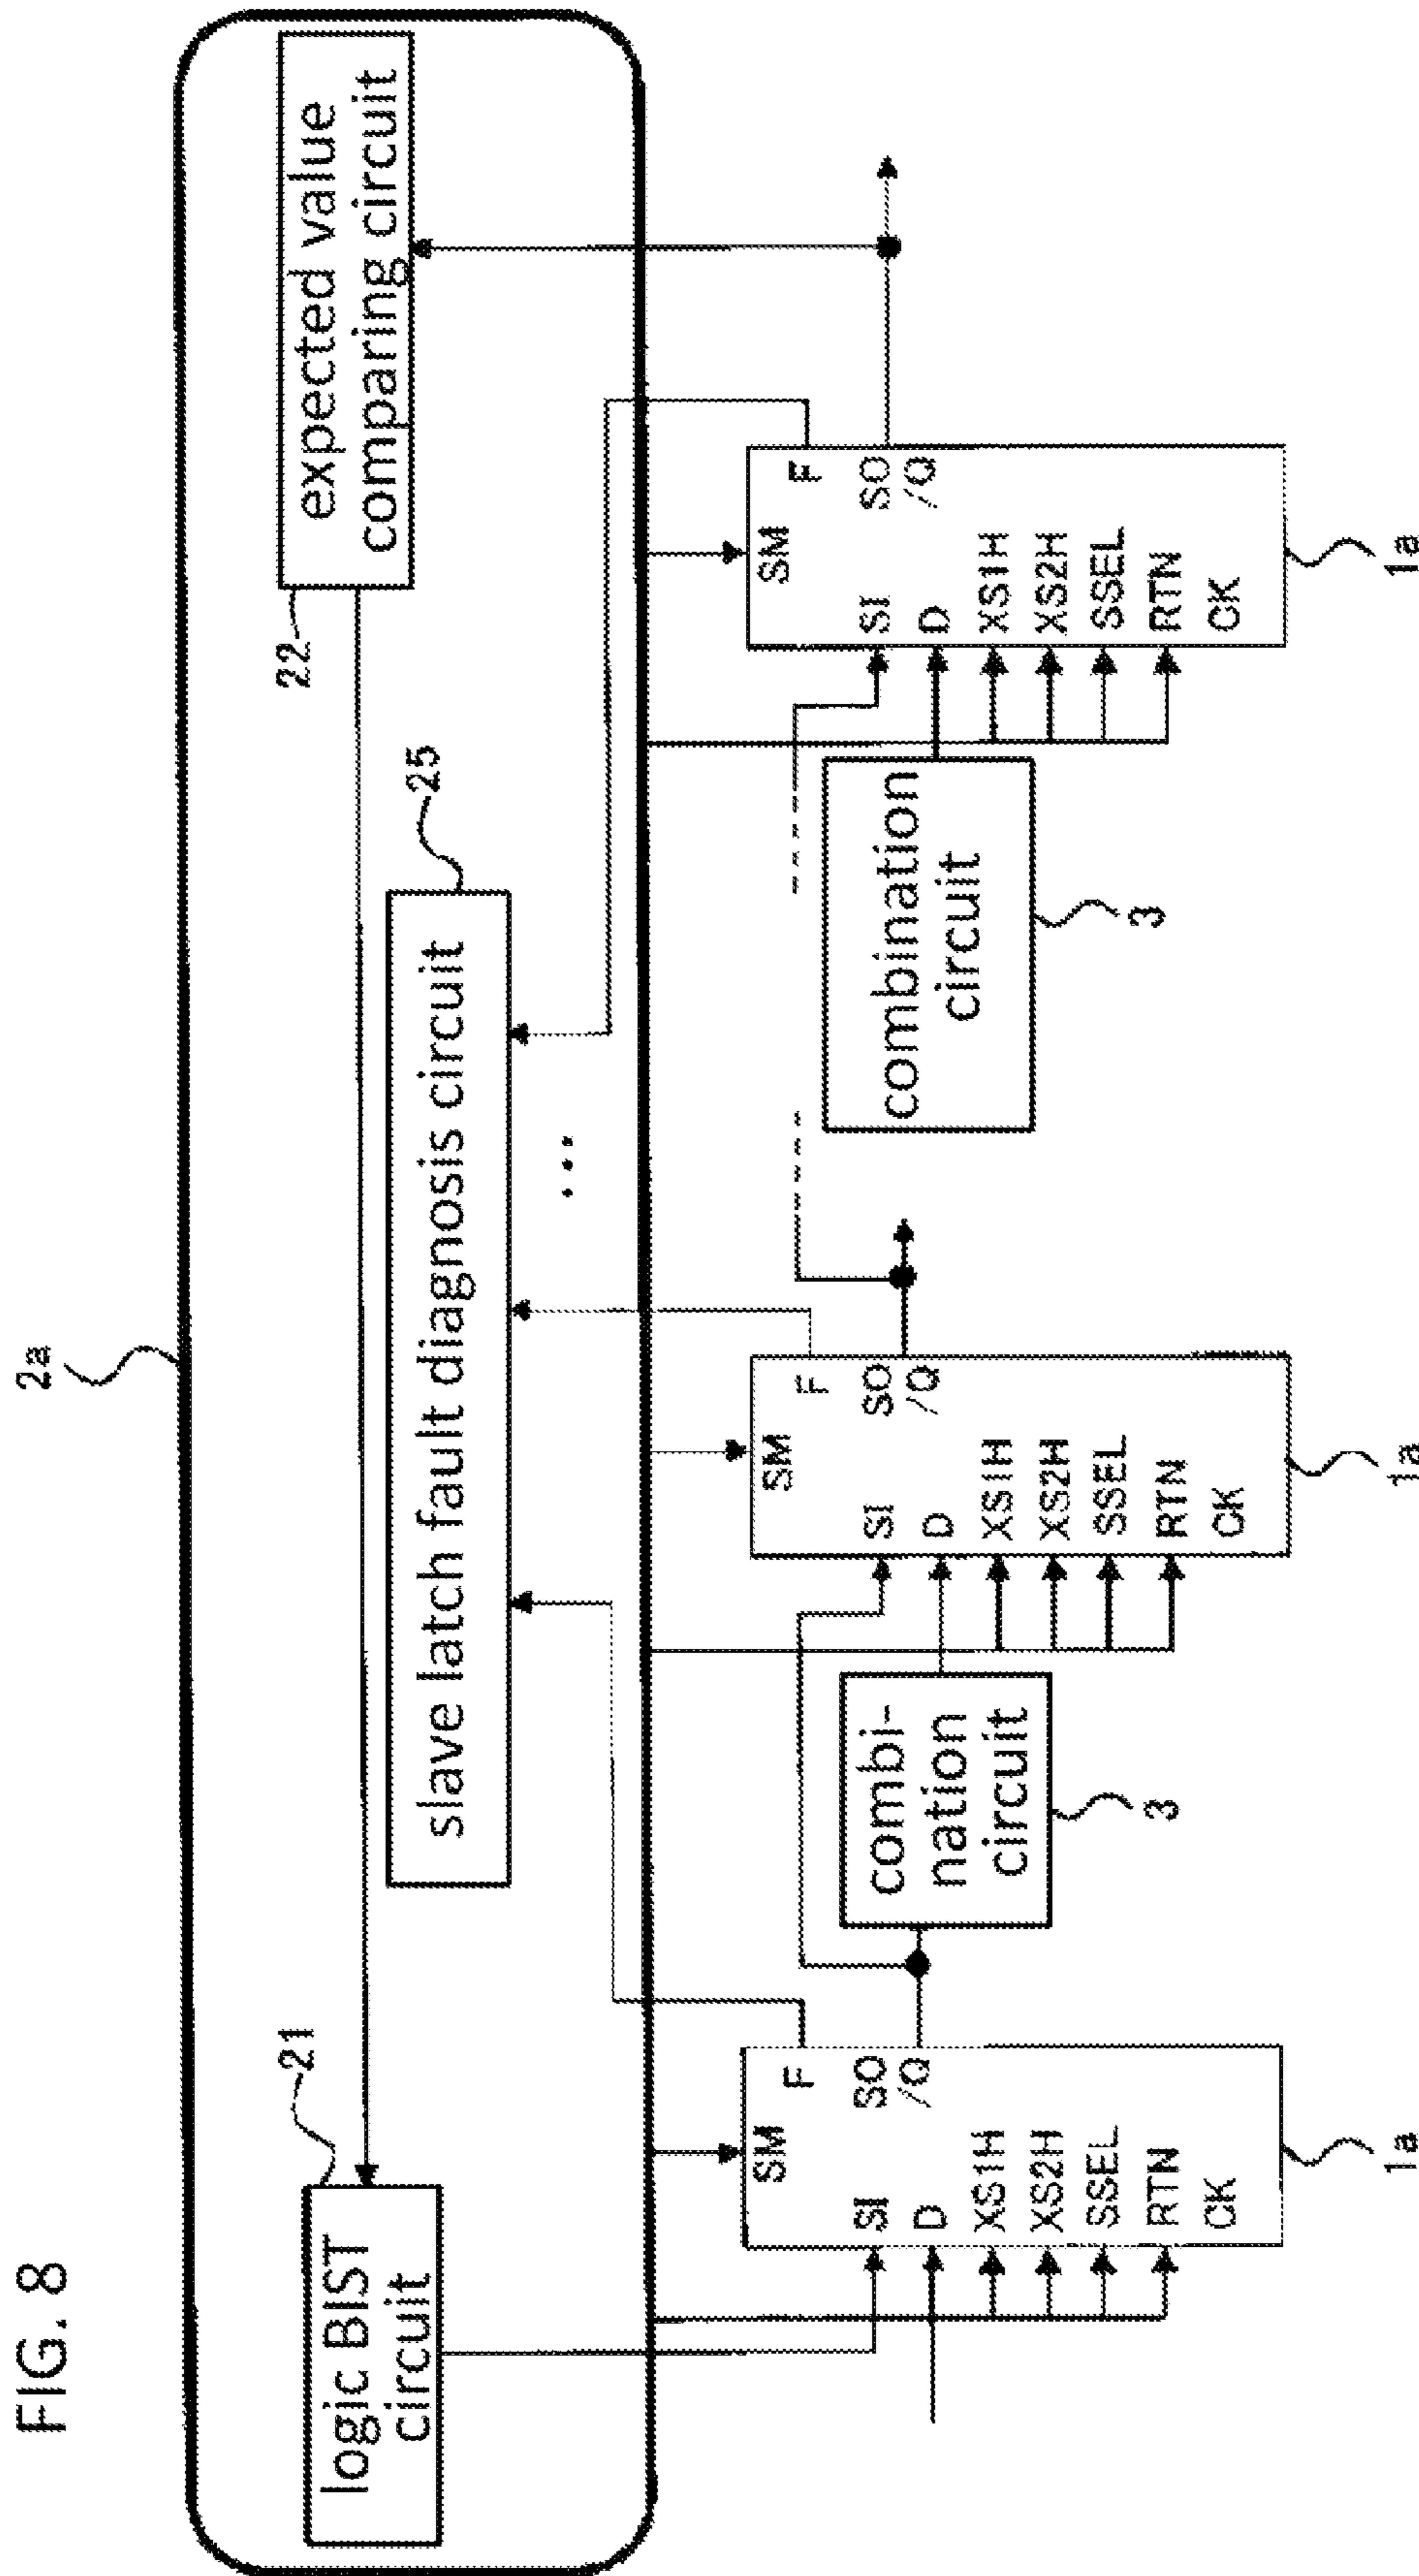 FIG. 8
2a
logic BIST
circuit
21
expected value
comparing circuit
22
slave latch fault diagnosis circuit
25
...
SM
F
SI
SO
/Q
D
XS1H
XS2H
SSEL
RTN
CK
1a
combi-
nation
circuit
3
SM
F
SI
SO
/Q
D
XS1H
XS2H
SSEL
RTN
CK
1a
combination
circuit
3
SM
F
SI
SO
/Q
D
XS1H
XS2H
SSEL
RTN
CK
1a